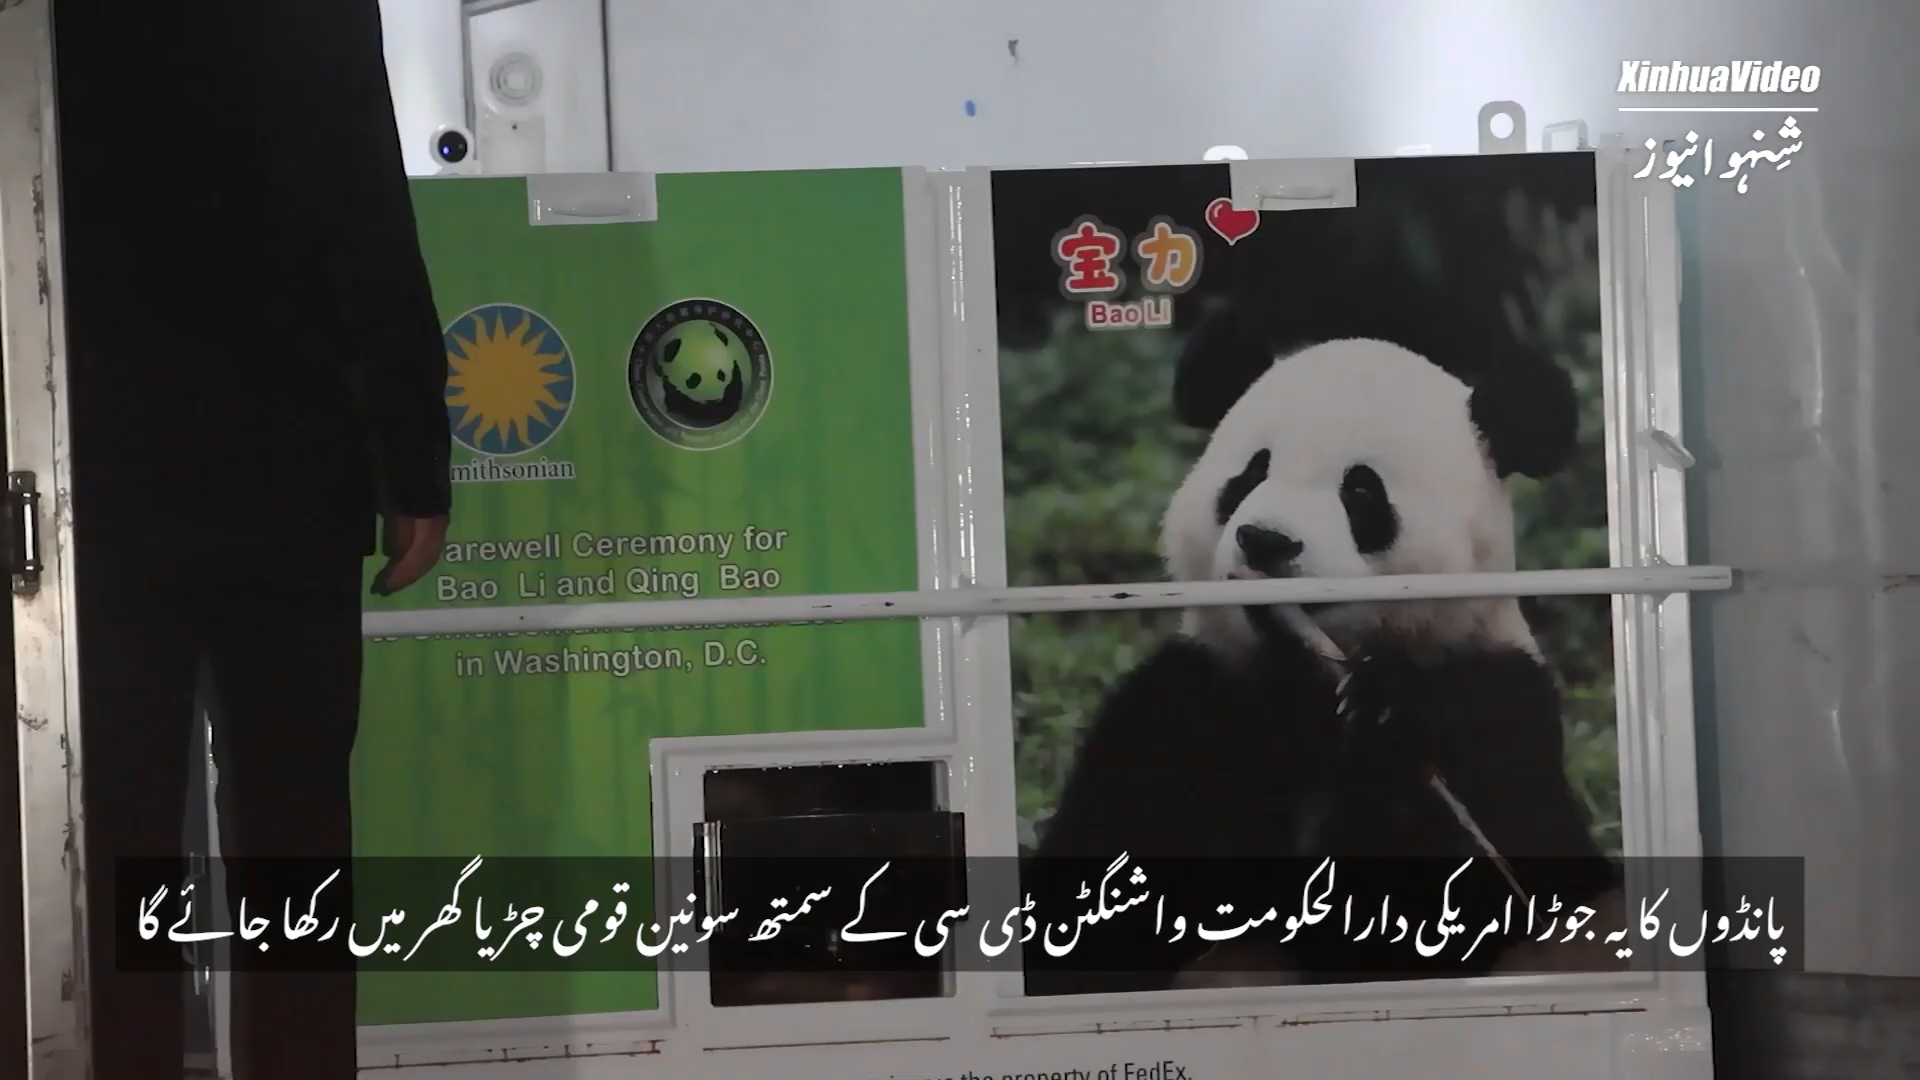 XinhuaVideo
شِنہوا نیوز
宝力
Bao Li
mithsonian
arewell Ceremony for
Bao Li and Qing Bao
in Washington, D.C.
پانڈوں کا یہ جوڑا امریکی دارالحکومت واشنگٹن ڈی سی کے سمتھ سونین قومی چڑیا گھر میں رکھا جائے گا
the property of FedEx.